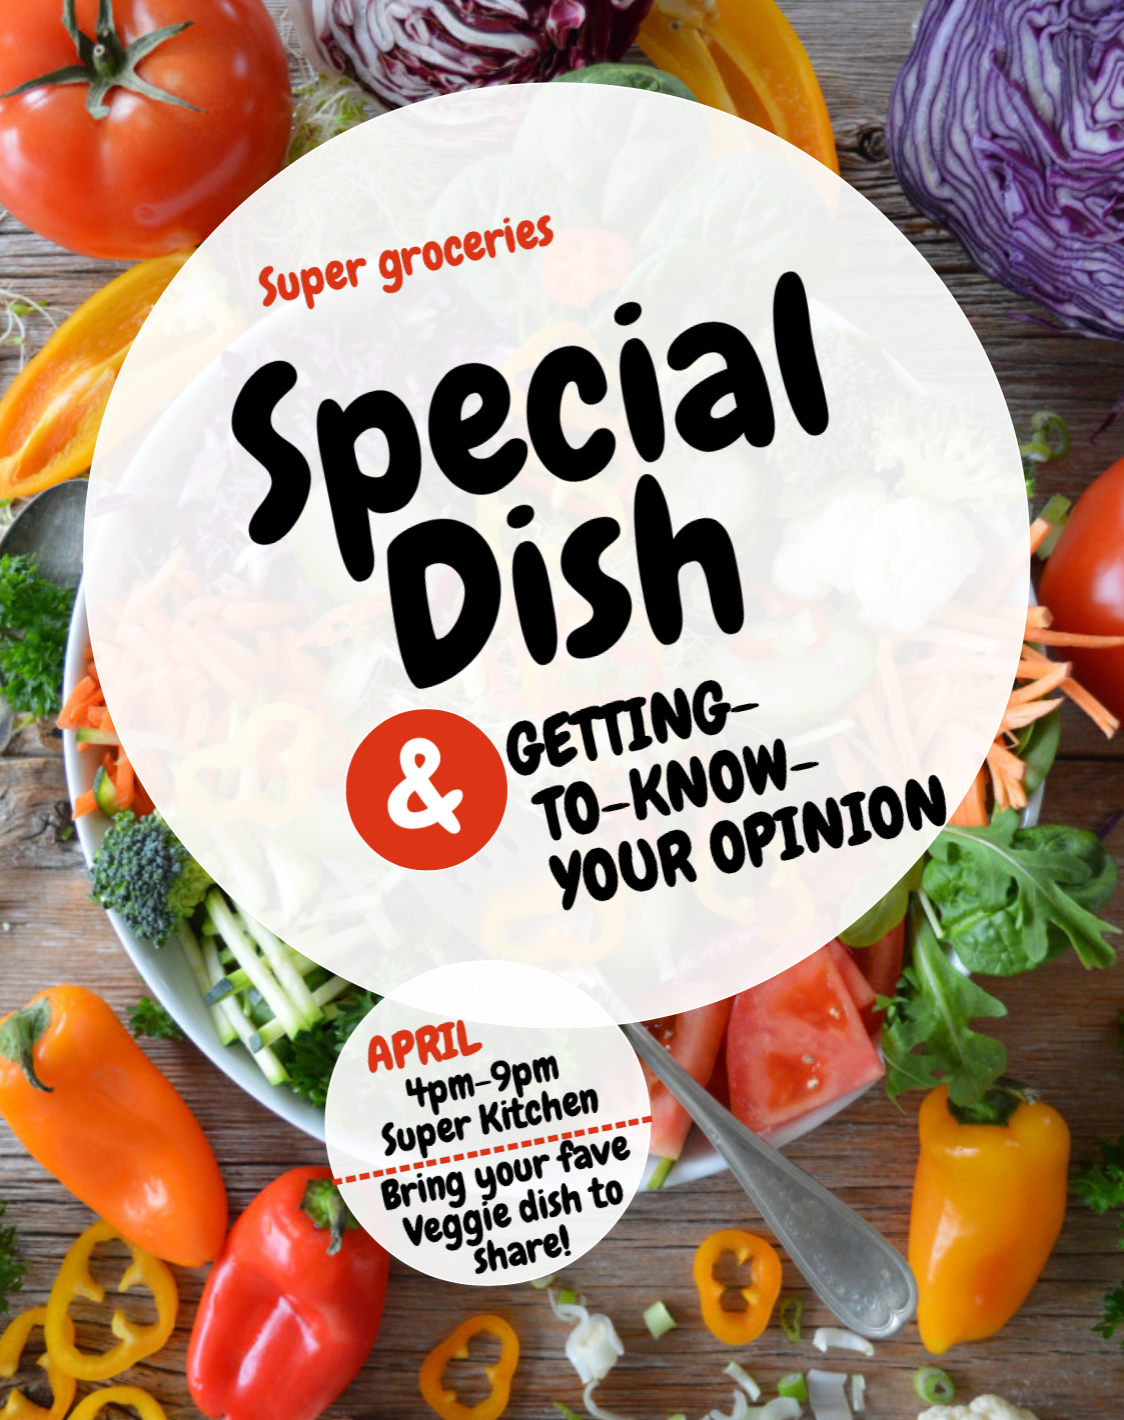 Super groceries
Special
Dish
&
GETTING-
TO-KNOW-
YOUR OPINION
APRIL
4pm-9pm
Super Kitchen
Bring your fave
Veggie dish to
share!